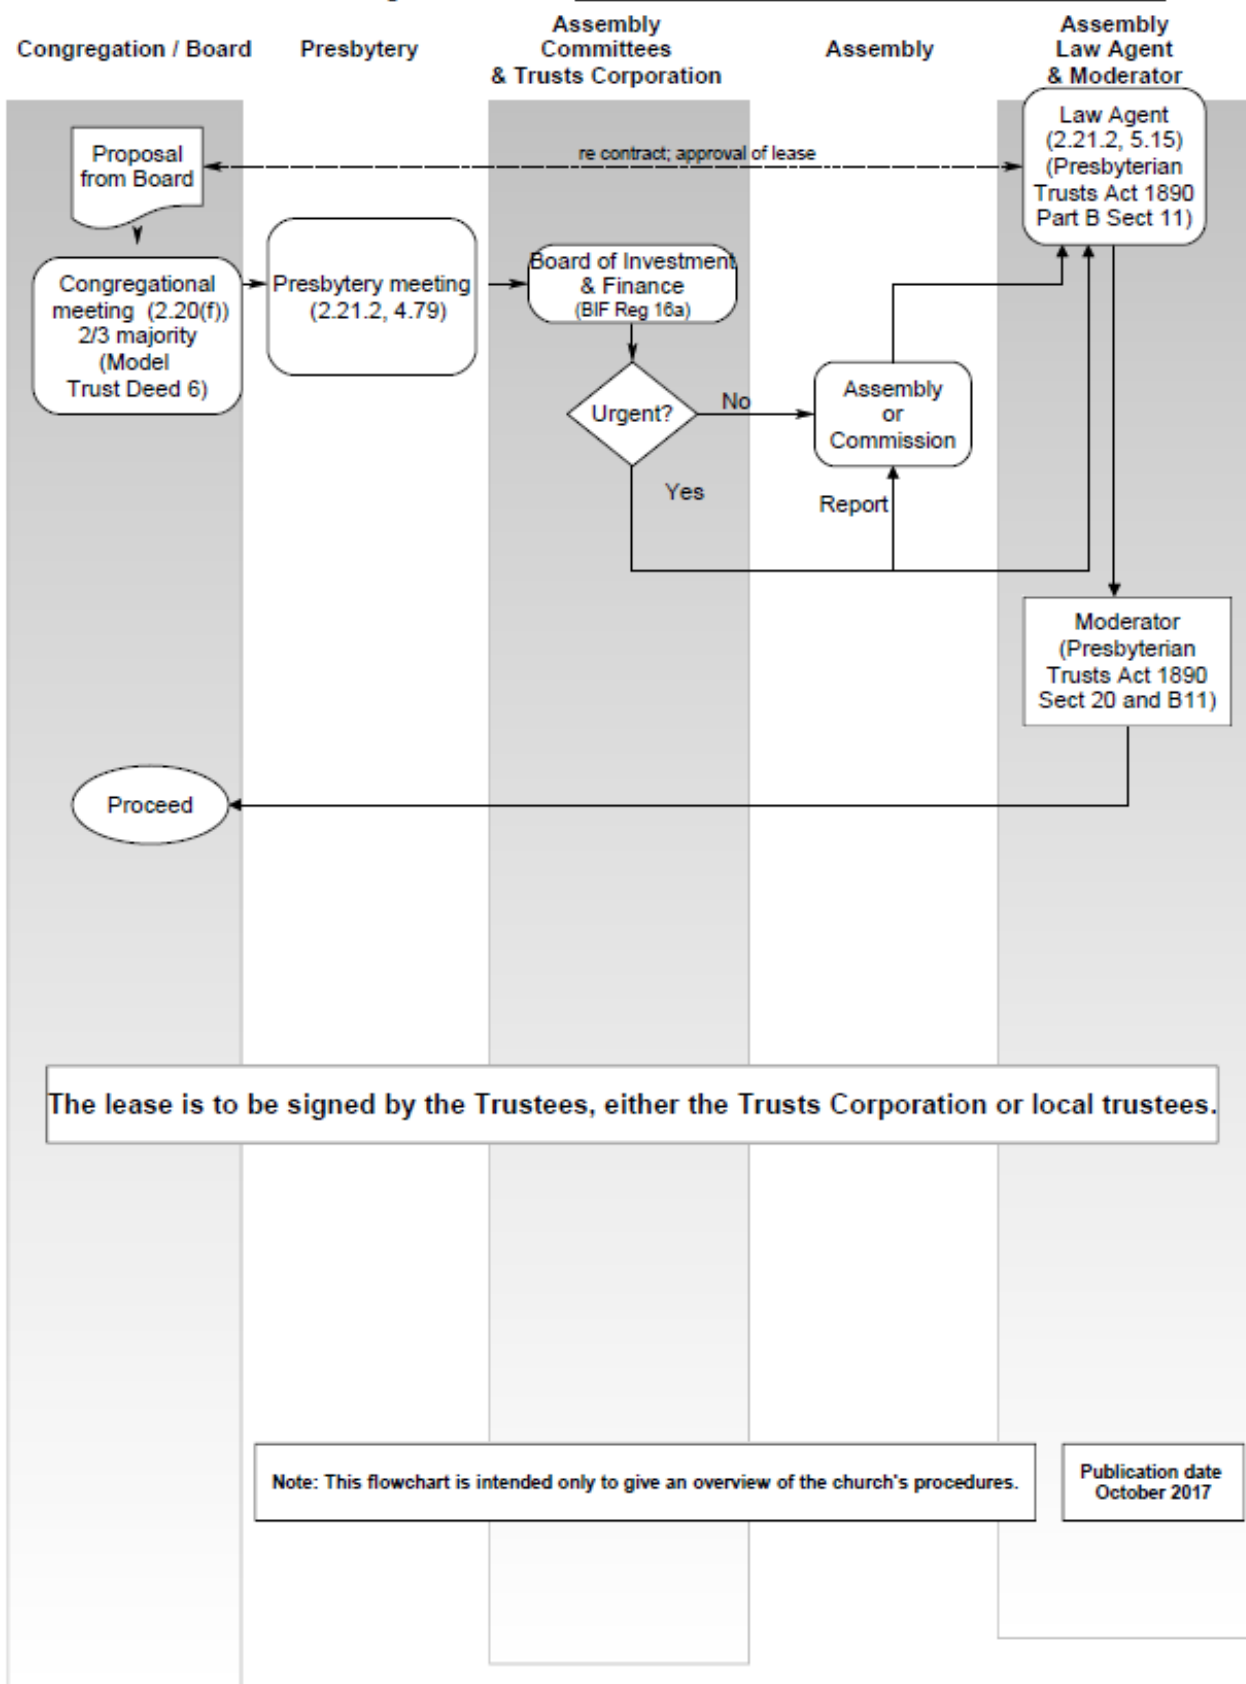 Assembly
Committees
& Trusts Corporation
Assembly
Law Agent
& Moderator
Congregation / Board
Presbytery
Assembly
Proposal
from Board
re contract; approval of lease
Law Agent
(2.21.2, 5.15)
(Presbyterian
Trusts Act 1890
Part B Sect 11)
Congregational
meeting (2.20(f))
2/3 majority
(Model
Trust Deed 6)
Presbytery meeting
(2.21.2, 4.79)
Board of Investment
& Finance
(BIF Reg 16a)
Urgent?
No
Yes
Assembly
or
Commission
Report
Moderator
(Presbyterian
Trusts Act 1890
Sect 20 and B11)
Proceed
The lease is to be signed by the Trustees, either the Trusts Corporation or local trustees.
Note: This flowchart is intended only to give an overview of the church's procedures.
Publication date
October 2017